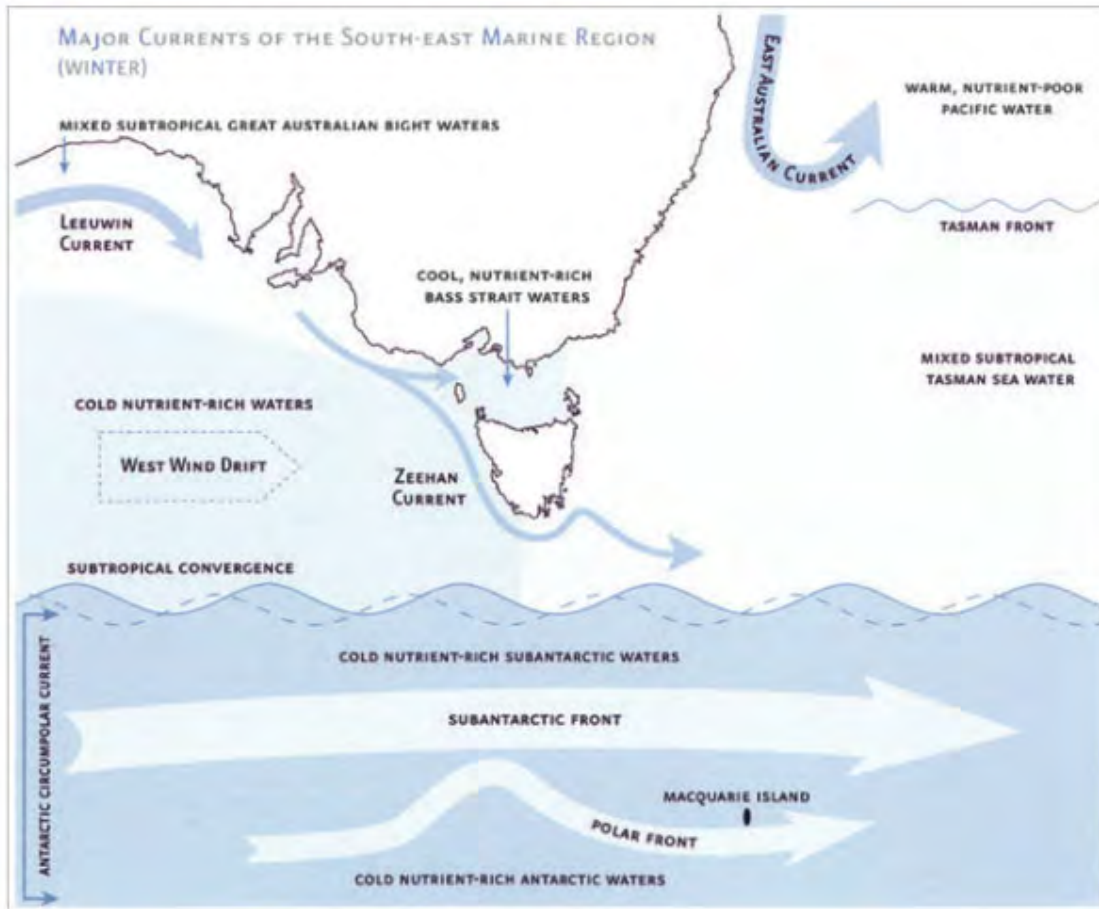 Major Currents of the South-east Marine Region
(winter)
Mixed subtropical Great Australian Bight waters
East Australian Current
Warm, nutrient-poor
Pacific water
Leeuwin
Current
Tasman Front
Cool, nutrient-rich
Bass Strait waters
Mixed subtropical
Tasman Sea water
Cold nutrient-rich waters
West Wind Drift
Zeehan
Current
Subtropical Convergence
Antarctic Circumpolar Current
Cold nutrient-rich subantarctic waters
Subantarctic Front
Macquarie Island
Polar Front
Cold nutrient-rich Antarctic waters